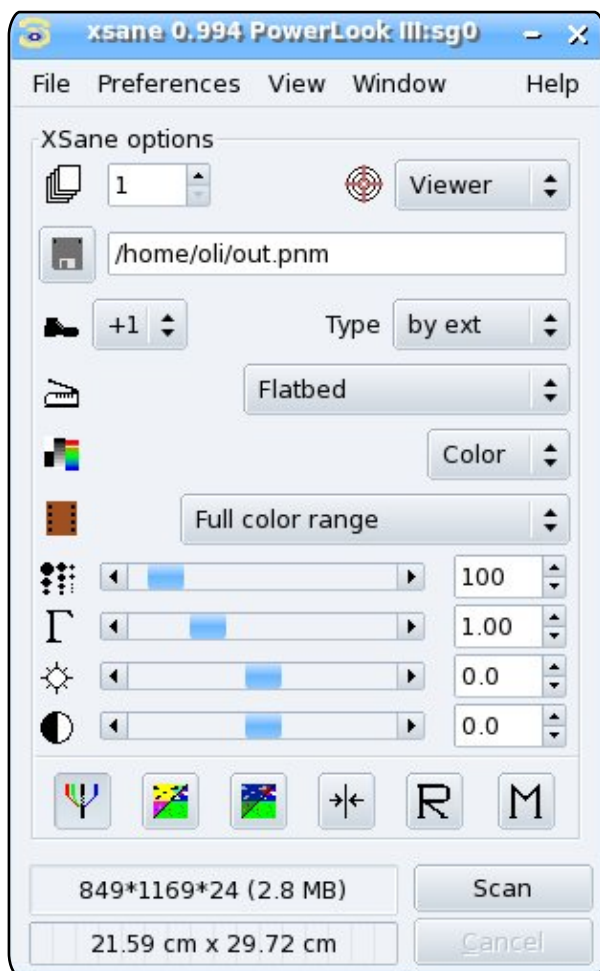 xsane 0.994 PowerLook III:sg0
File Preferences View Window Help
XSane options
1 Viewer
/home/oli/out.pnm
+1 Type by ext
Flatbed
Color
Full color range
100
Γ 1.00
0.0
0.0
R M
849*1169*24 (2.8 MB) Scan
21.59 cm x 29.72 cm Cancel